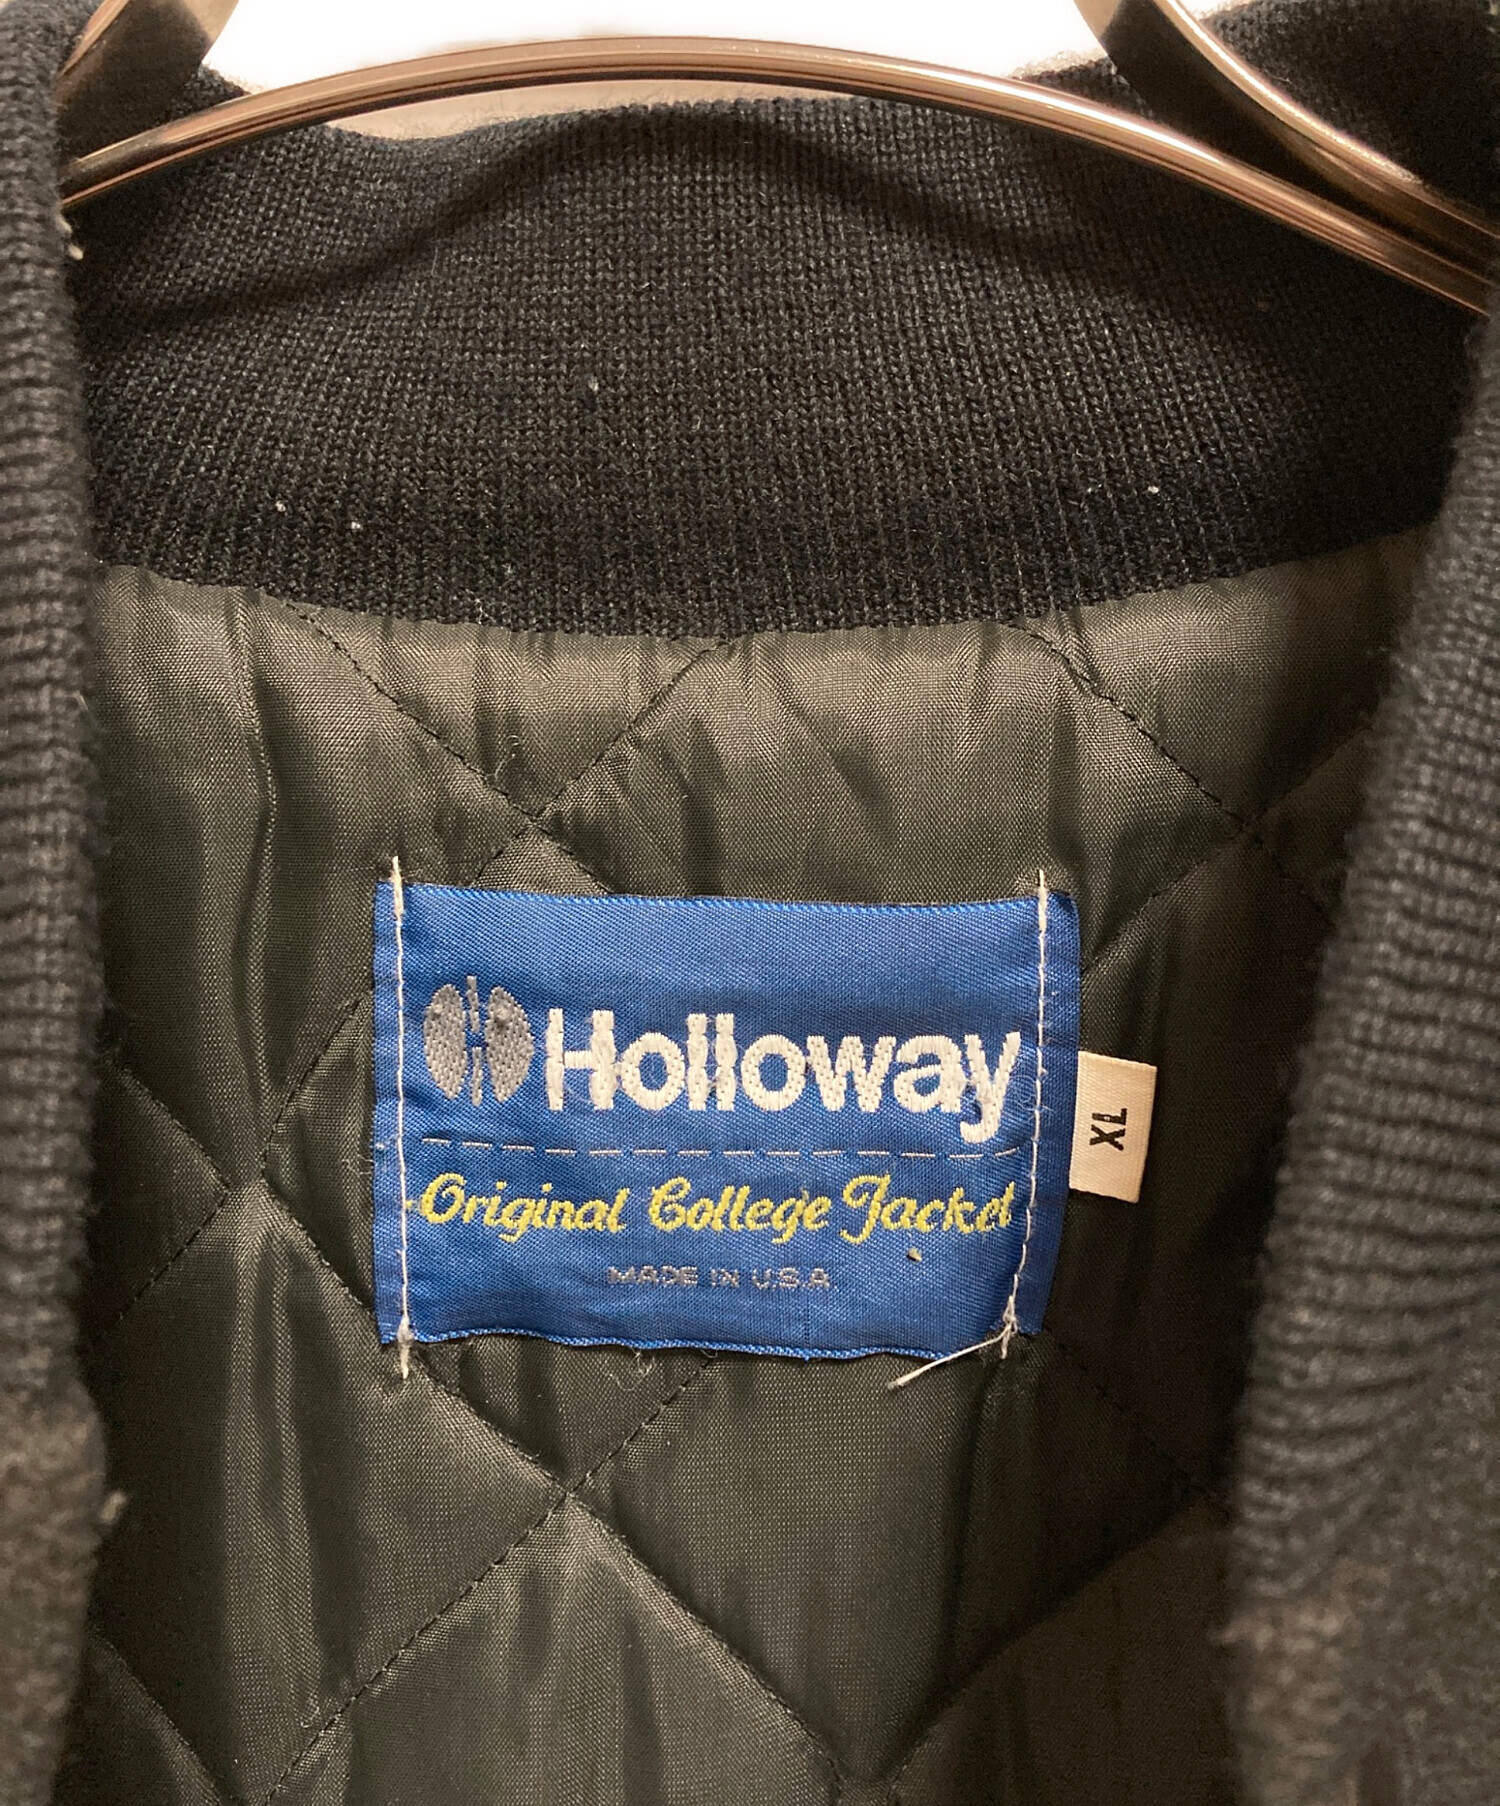 Holloway
Original College Jacket
MADE IN U.S.A.
XL